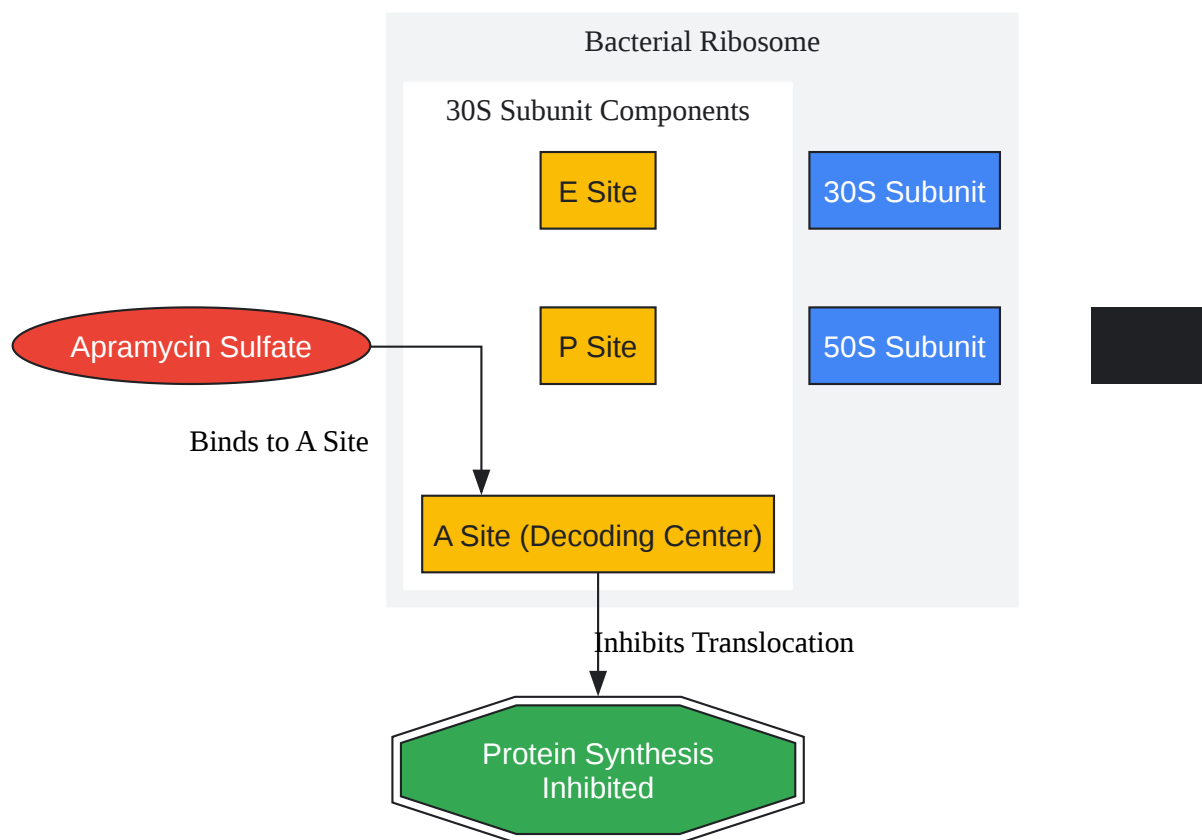 Bacterial Ribosome
30S Subunit Components
E Site
30S Subunit
Apramycin Sulfate
P Site
50S Subunit
Binds to A Site
A Site (Decoding Center)
Inhibits Translocation
Protein Synthesis
Inhibited